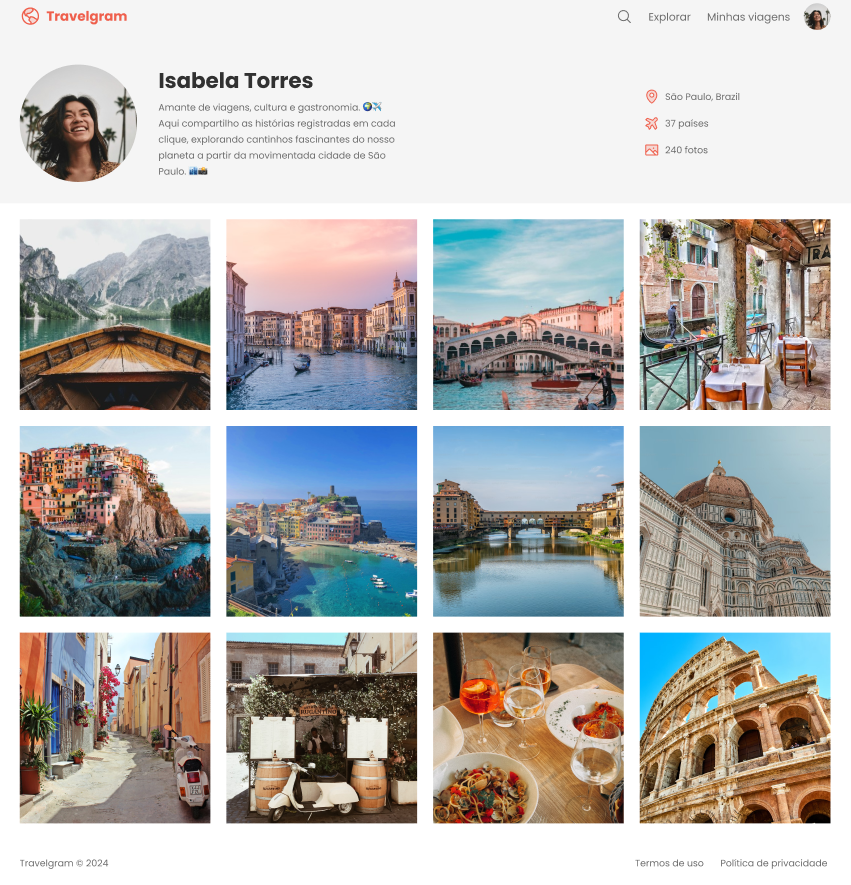 Travelgram
Explorar
Minhas viagens
Isabela Torres
Amante de viagens, cultura e gastronomia. 🌍✈️
Aqui compartilho as histórias registradas em cada
clique, explorando cantinhos fascinantes do nosso
planeta a partir da movimentada cidade de São
Paulo. 🏙️📸
São Paulo, Brazil
37 países
240 fotos
TRA
Travelgram © 2024
Termos de uso
Política de privacidade